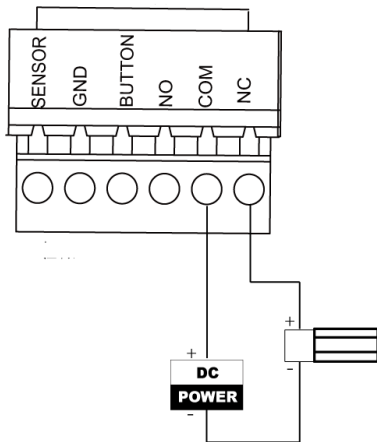 SENSOR
GND
BUTTON
NO
COM
NC
+
DC
POWER
-
+
-